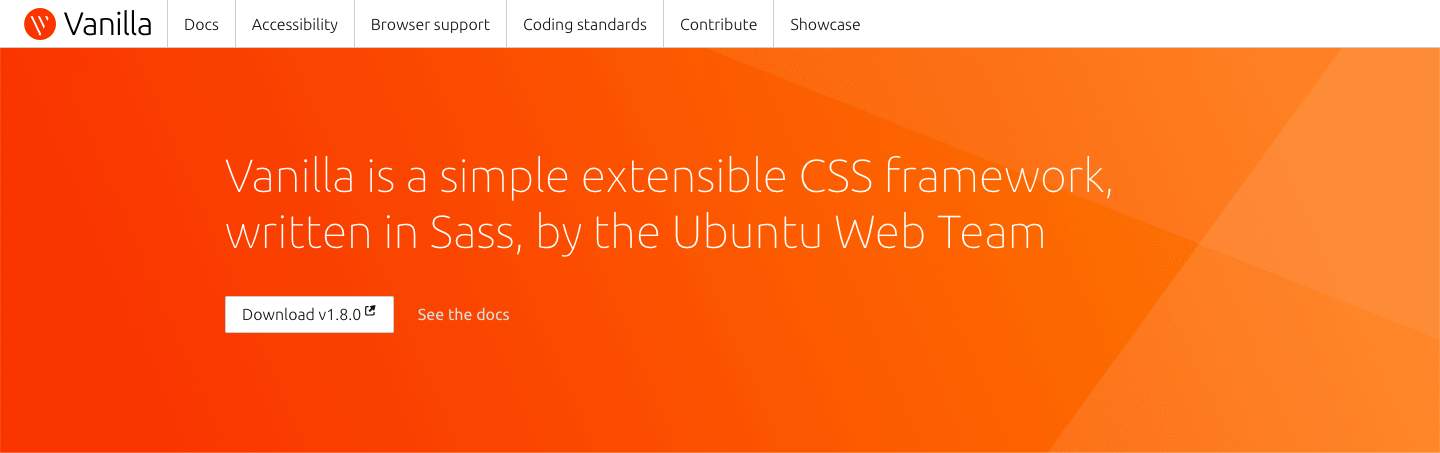 Vanilla
Docs
Accessibility
Browser support
Coding standards
Contribute
Showcase
Vanilla is a simple extensible CSS framework,
written in Sass, by the Ubuntu Web Team
Download v1.8.0
See the docs